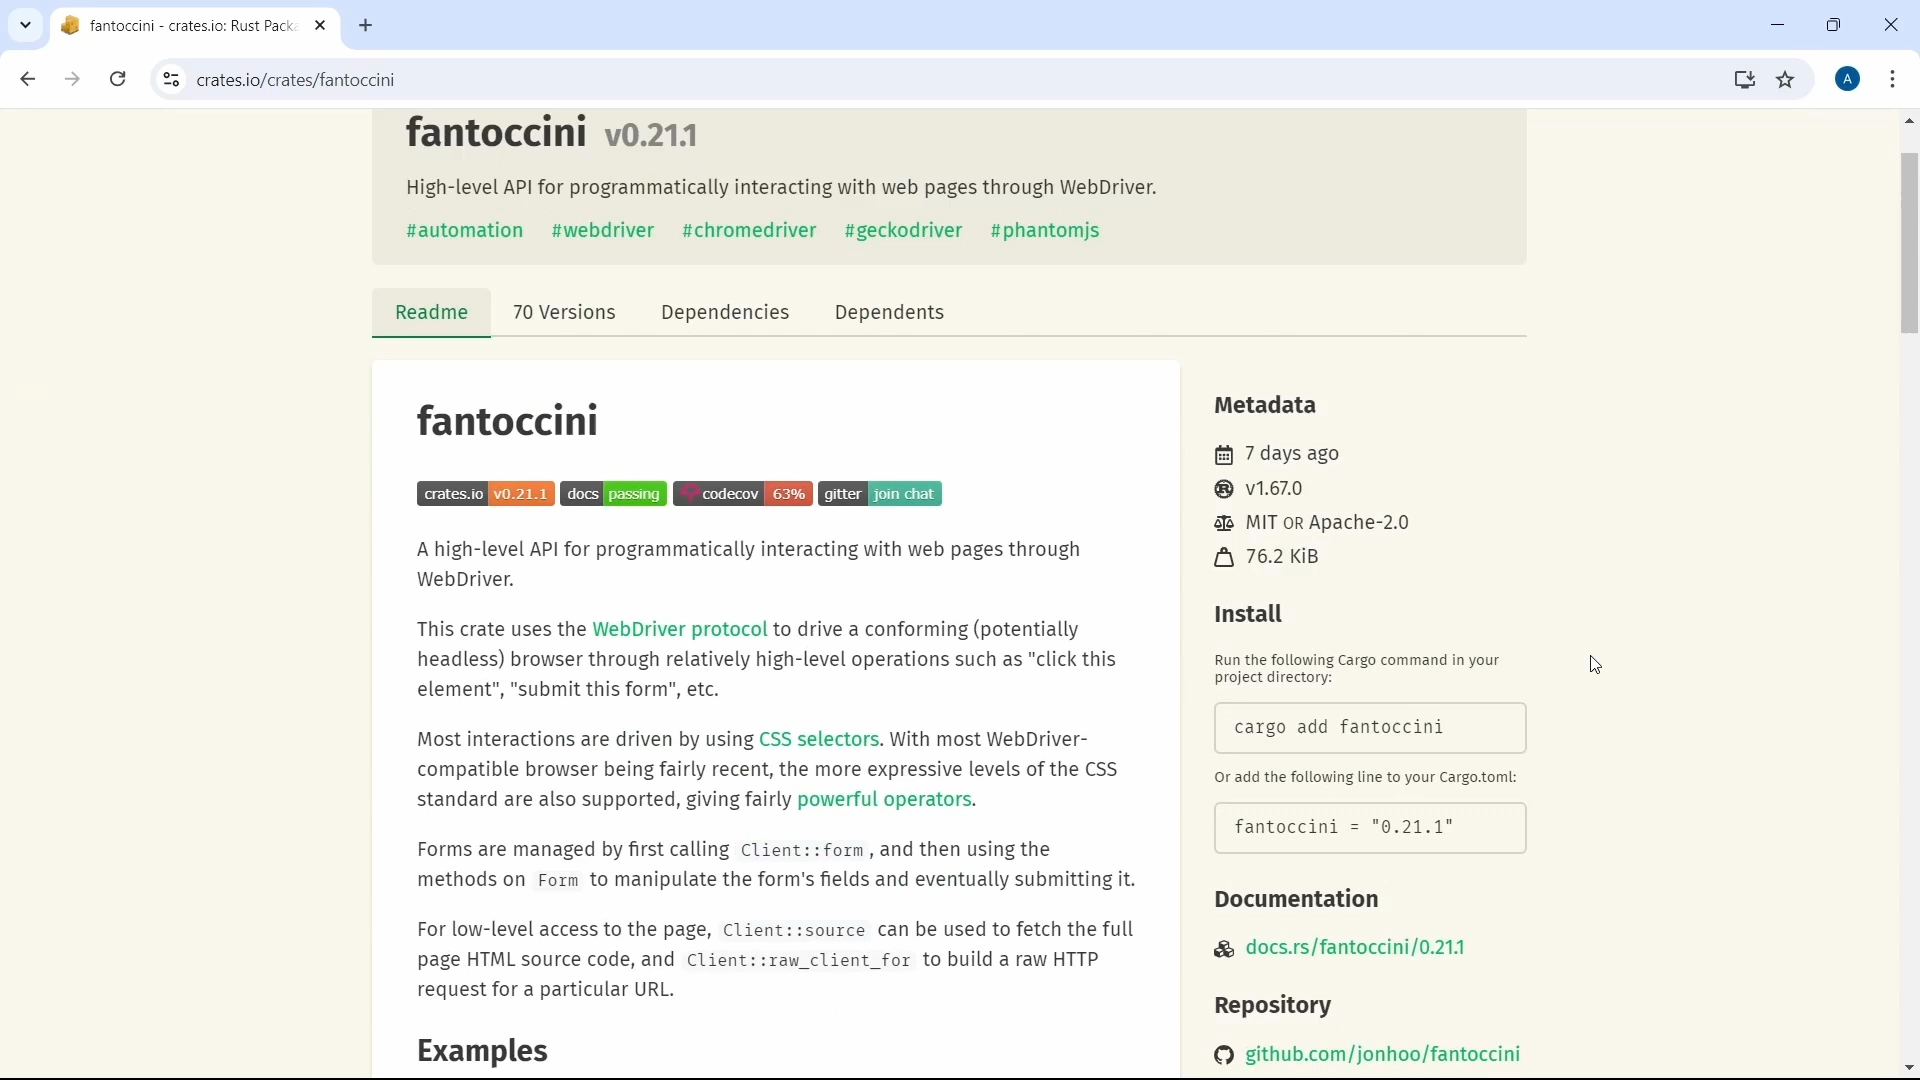 fantoccini - crates.io: Rust Packa
crates.io/crates/fantoccini
A
fantoccini v0.21.1
High-level API for programmatically interacting with web pages through WebDriver.
#automation #webdriver #chromedriver #geckodriver #phantomjs
Readme 70 Versions Dependencies Dependents
fantoccini
crates.io v0.21.1 docs passing codecov 63% gitter join chat
A high-level API for programmatically interacting with web pages through
WebDriver.
This crate uses the WebDriver protocol to drive a conforming (potentially
headless) browser through relatively high-level operations such as "click this
element", "submit this form", etc.
Most interactions are driven by using CSS selectors. With most WebDriver-
compatible browser being fairly recent, the more expressive levels of the CSS
standard are also supported, giving fairly powerful operators.
Forms are managed by first calling Client::form, and then using the
methods on Form to manipulate the form's fields and eventually submitting it.
For low-level access to the page, Client::source can be used to fetch the full
page HTML source code, and Client::raw_client_for to build a raw HTTP
request for a particular URL.
Examples
Metadata
7 days ago
v1.67.0
MIT OR Apache-2.0
76.2 KiB
Install
Run the following Cargo command in your
project directory:
cargo add fantoccini
Or add the following line to your Cargo.toml:
fantoccini = "0.21.1"
Documentation
docs.rs/fantoccini/0.21.1
Repository
github.com/jonhoo/fantoccini